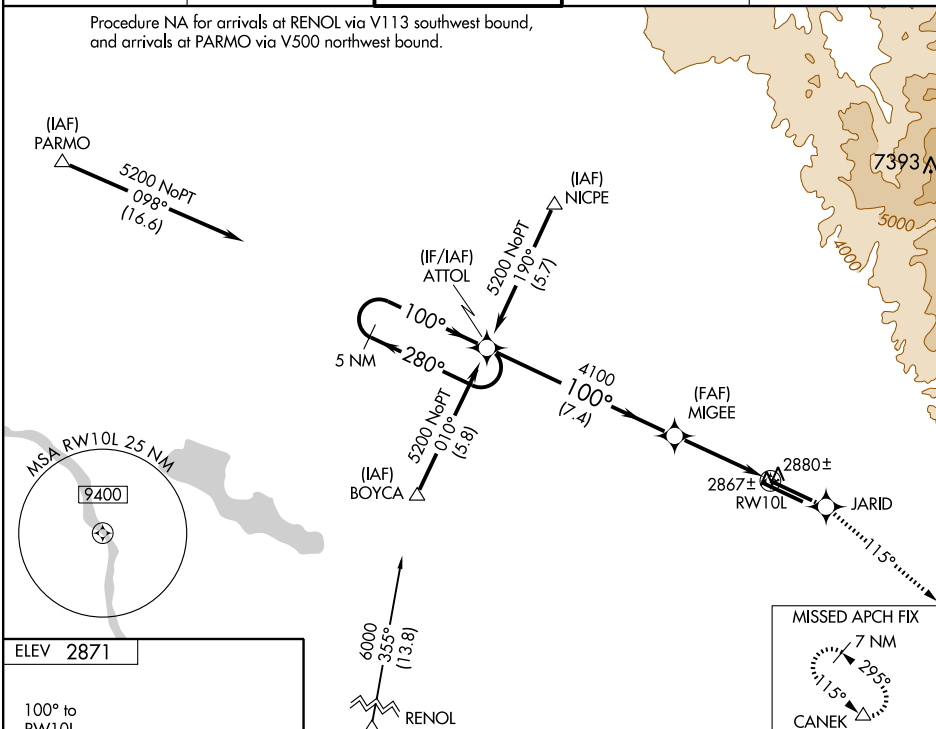 Procedure NA for arrivals at RENOL via V113 southwest bound,
and arrivals at PARMO via V500 northwest bound.
(IAF)
PARMO
5200 NoPT
098°
(16.6)
7393
5000
4000
(IAF)
NICPE
5200 NoPT
190°
(5.7)
(IF/IAF)
ATTOL
100°
280°
5 NM
4100
100°
(7.4)
(FAF)
MIGEE
5200 NoPT
010°
(5.8)
(IAF)
BOYCA
2880±
2867±
RW10L
JARID
115°
MSA RW10L 25 NM
9400
6000
355°
(13.8)
RENOL
MISSED APCH FIX
7 NM
295°
115°
CANEK
ELEV 2871
100° to
RW10L